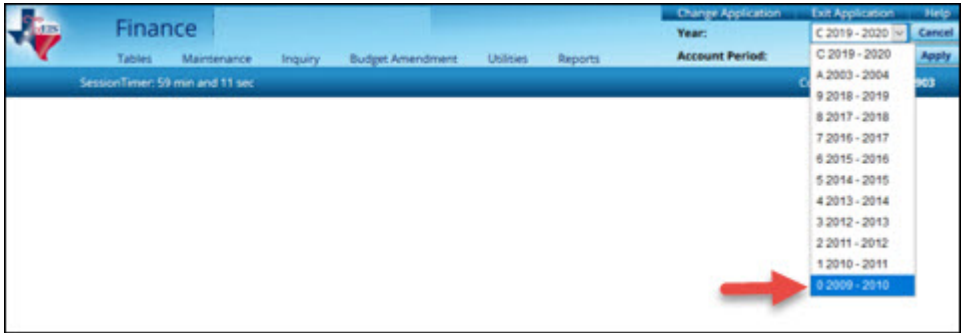 Change Application Exit Application Help
Finance
Year: C 2019 - 2020 Cancel
Tables Maintenance Inquiry Budget Amendment Utilities Reports
Account Period: Apply
SessionTimer: 59 min and 11 sec
903
C 2019 - 2020
A 2003 - 2004
9 2018 - 2019
8 2017 - 2018
7 2016 - 2017
6 2015 - 2016
5 2014 - 2015
4 2013 - 2014
3 2012 - 2013
2 2011 - 2012
1 2010 - 2011
0 2009 - 2010